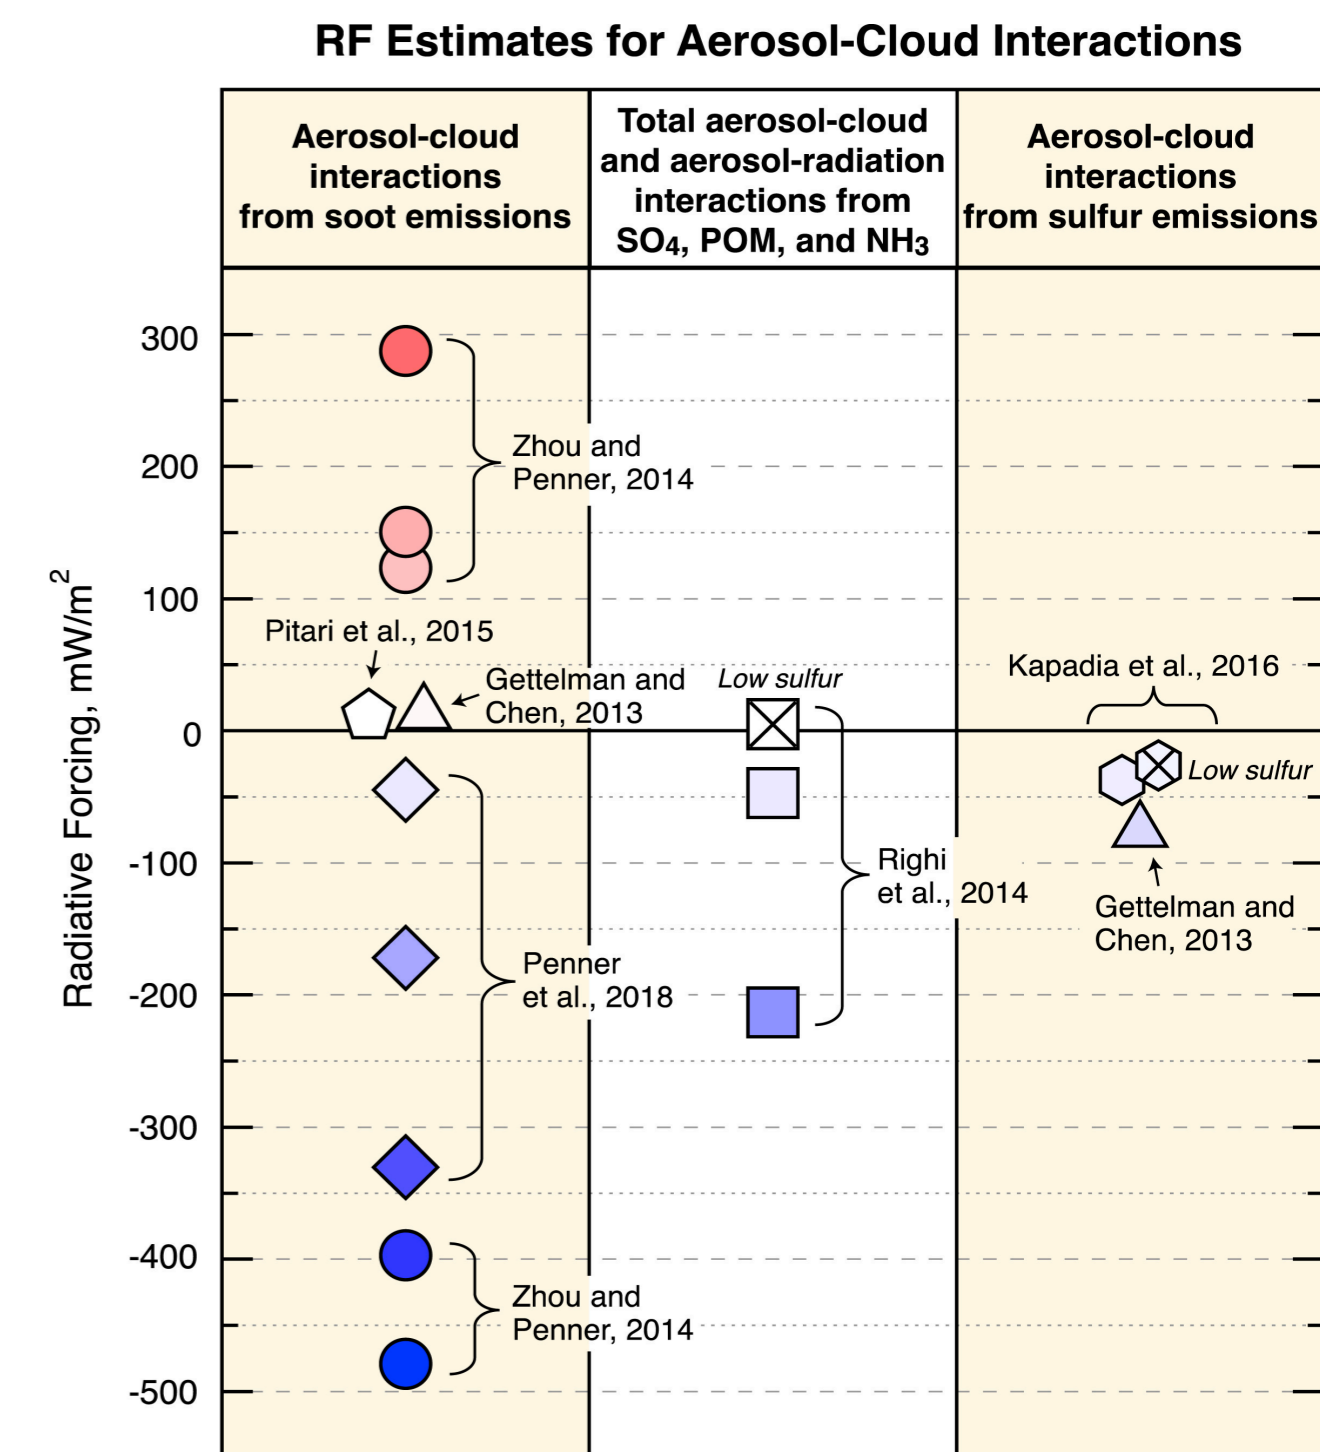 RF Estimates for Aerosol-Cloud Interactions
Aerosol-cloud
interactions
from soot emissions
Total aerosol-cloud
and aerosol-radiation
interactions from
SO4, POM, and NH3
Aerosol-cloud
interactions
from sulfur emissions
Radiative Forcing, mW/m2
300
200
100
0
-100
-200
-300
-400
-500
Zhou and
Penner, 2014
Pitari et al., 2015
Gettelman and
Chen, 2013
Penner
et al., 2018
Zhou and
Penner, 2014
Low sulfur
Righi
et al., 2014
Kapadia et al., 2016
Low sulfur
Gettelman and
Chen, 2013